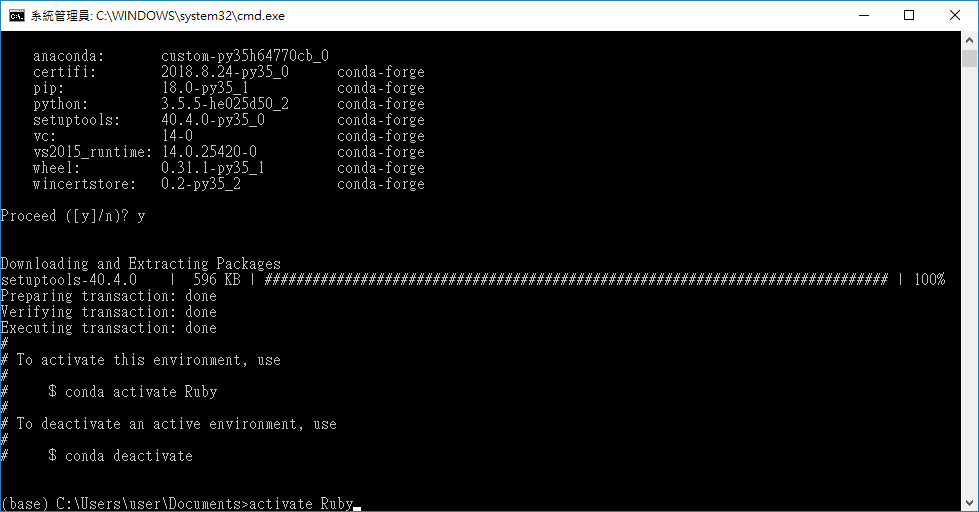 系統管理員: C:\WINDOWS\system32\cmd.exe
anaconda: custom-py35h64770cb_0
certifi: 2018.8.24-py35_0 conda-forge
pip: 18.0-py35_1 conda-forge
python: 3.5.5-he025d50_2 conda-forge
setuptools: 40.4.0-py35_0 conda-forge
vc: 14-0 conda-forge
vs2015_runtime: 14.0.25420-0 conda-forge
wheel: 0.31.1-py35_1 conda-forge
wincertstore: 0.2-py35_2 conda-forge
Proceed ([y]/n)? y
Downloading and Extracting Packages
setuptools-40.4.0 | 596 KB | ############################################################################## | 100%
Preparing transaction: done
Verifying transaction: done
Executing transaction: done
#
# To activate this environment, use
#
# $ conda activate Ruby
#
# To deactivate an active environment, use
#
# $ conda deactivate
(base) C:\Users\user\Documents>activate Ruby